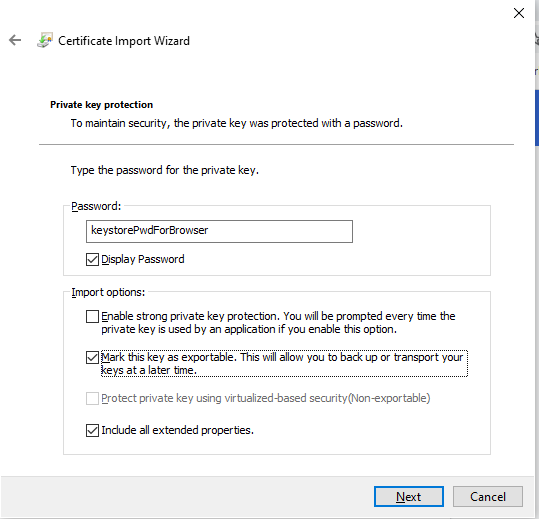 Certificate Import Wizard
Private key protection
To maintain security, the private key was protected with a password.
Type the password for the private key.
Password:
keystorePwdForBrowser
Display Password
Import options:
Enable strong private key protection. You will be prompted every time the
private key is used by an application if you enable this option.
Mark this key as exportable. This will allow you to back up or transport your
keys at a later time.
Protect private key using virtualized-based security(Non-exportable)
Include all extended properties.
Next
Cancel